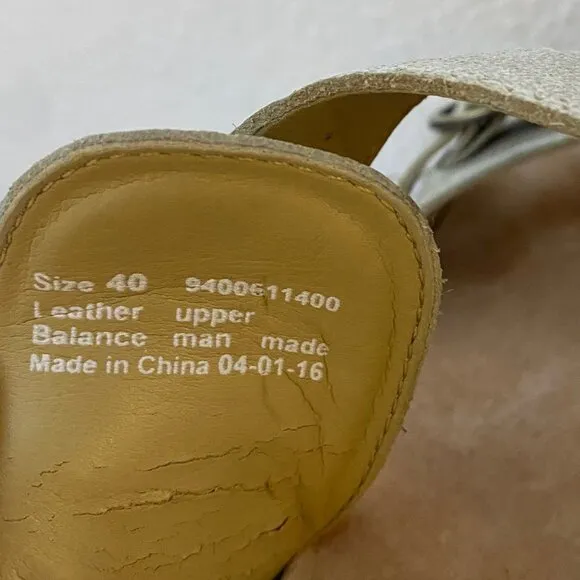 Size 40 9400611400
Leather upper
Balance man made
Made in China 04-01-16